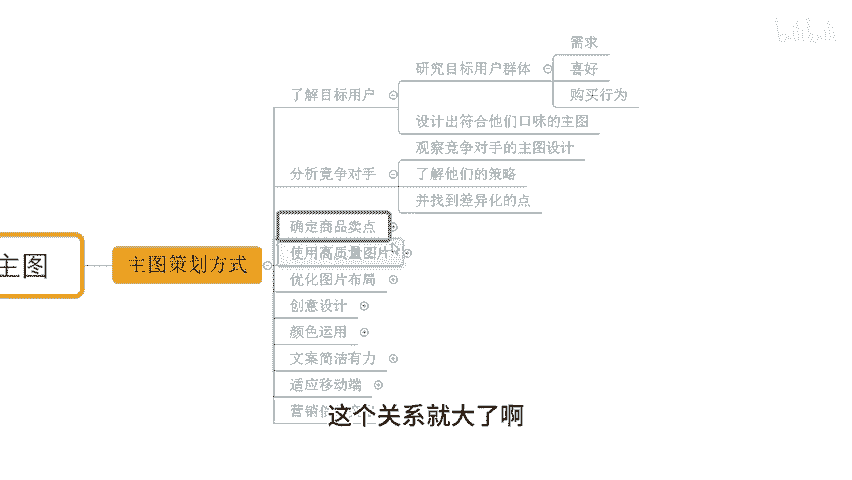 bilibili
需求
研究目标用户群体
喜好
了解目标用户
购买行为
设计出符合他们口味的主图
观察竞争对手的主图设计
分析竞争对手
了解他们的策略
并找到差异化的点
确定商品卖点
使用高质量图片
主图
主图策划方式
优化图片布局
创意设计
颜色运用
文案简洁有力
适应移动端
营销
这个关系就大了啊